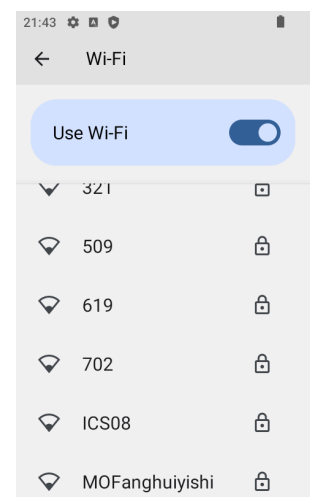 21:43
Wi-Fi
Use Wi-Fi
321
509
619
702
ICS08
MOFanghuiyishi